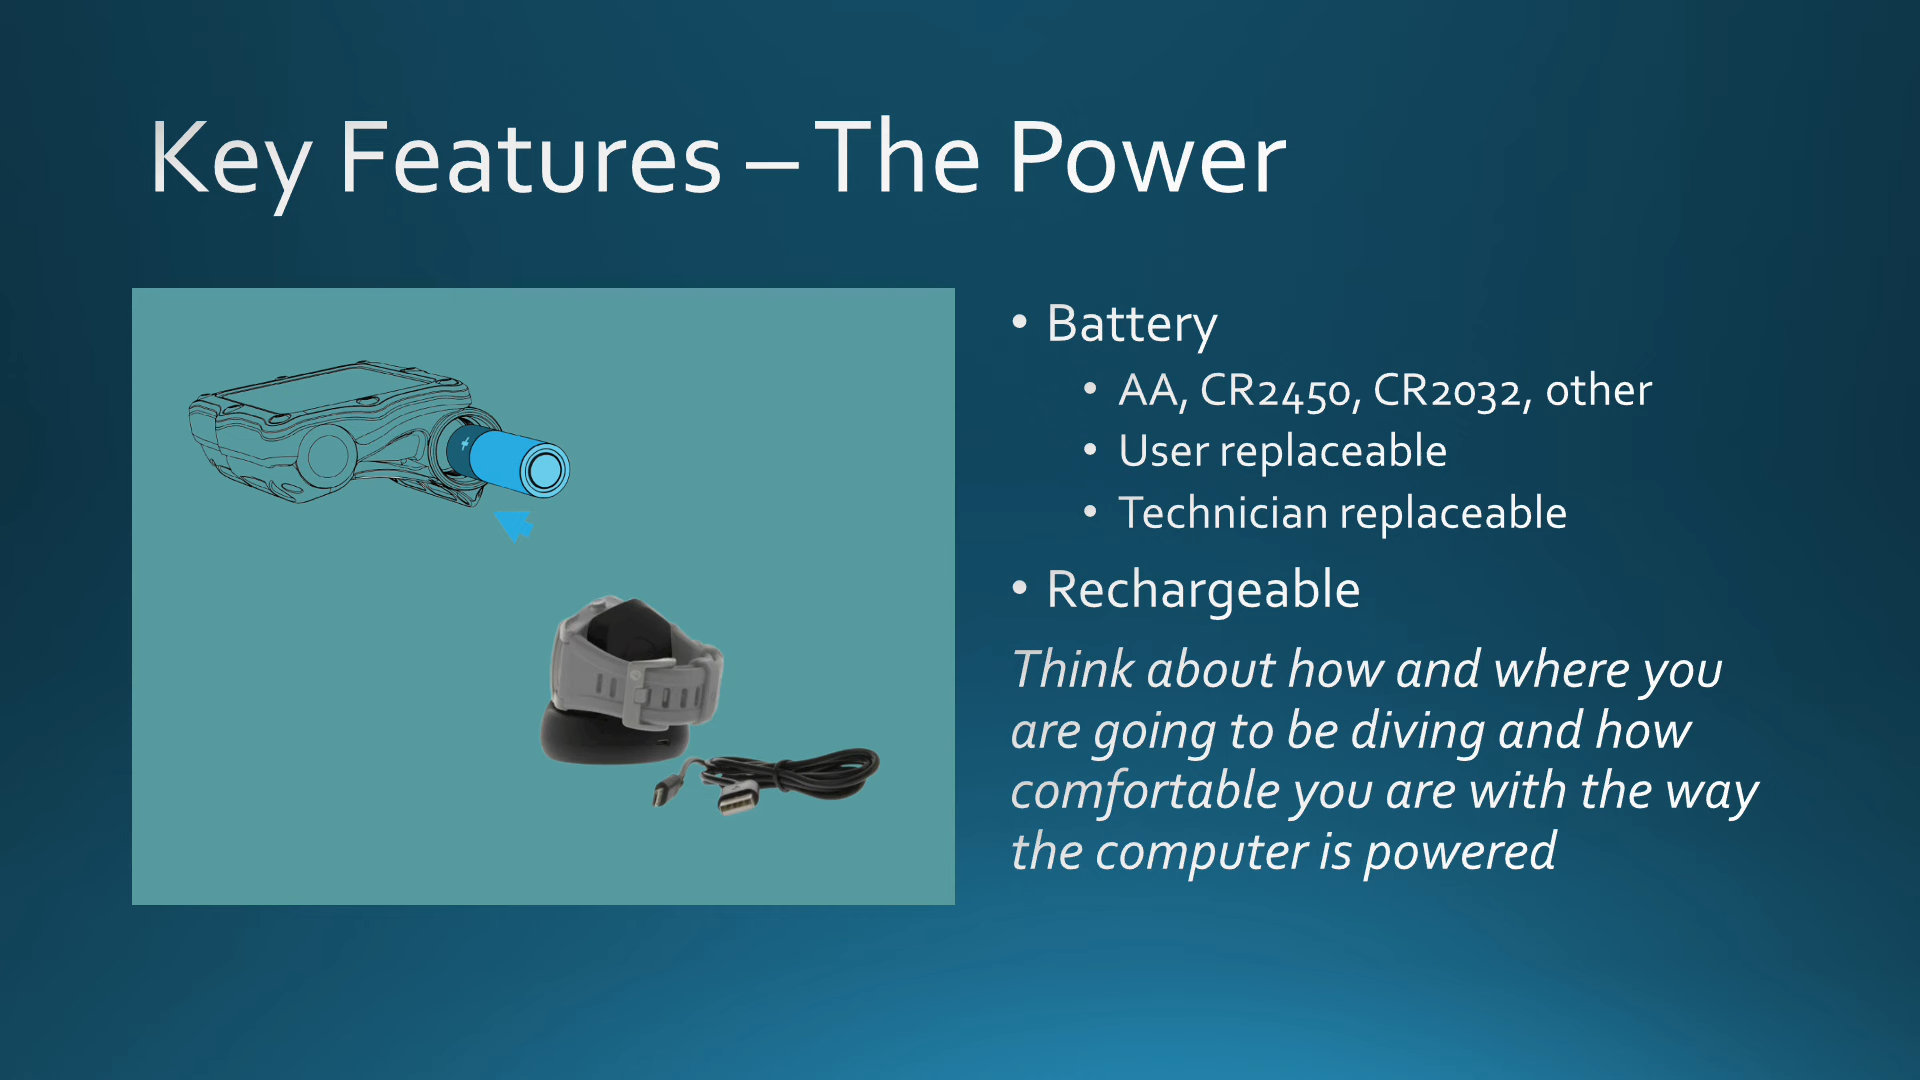 Key Features – The Power
• Battery
• AA, CR2450, CR2032, other
• User replaceable
• Technician replaceable
• Rechargeable
Think about how and where you
are going to be diving and how
comfortable you are with the way
the computer is powered